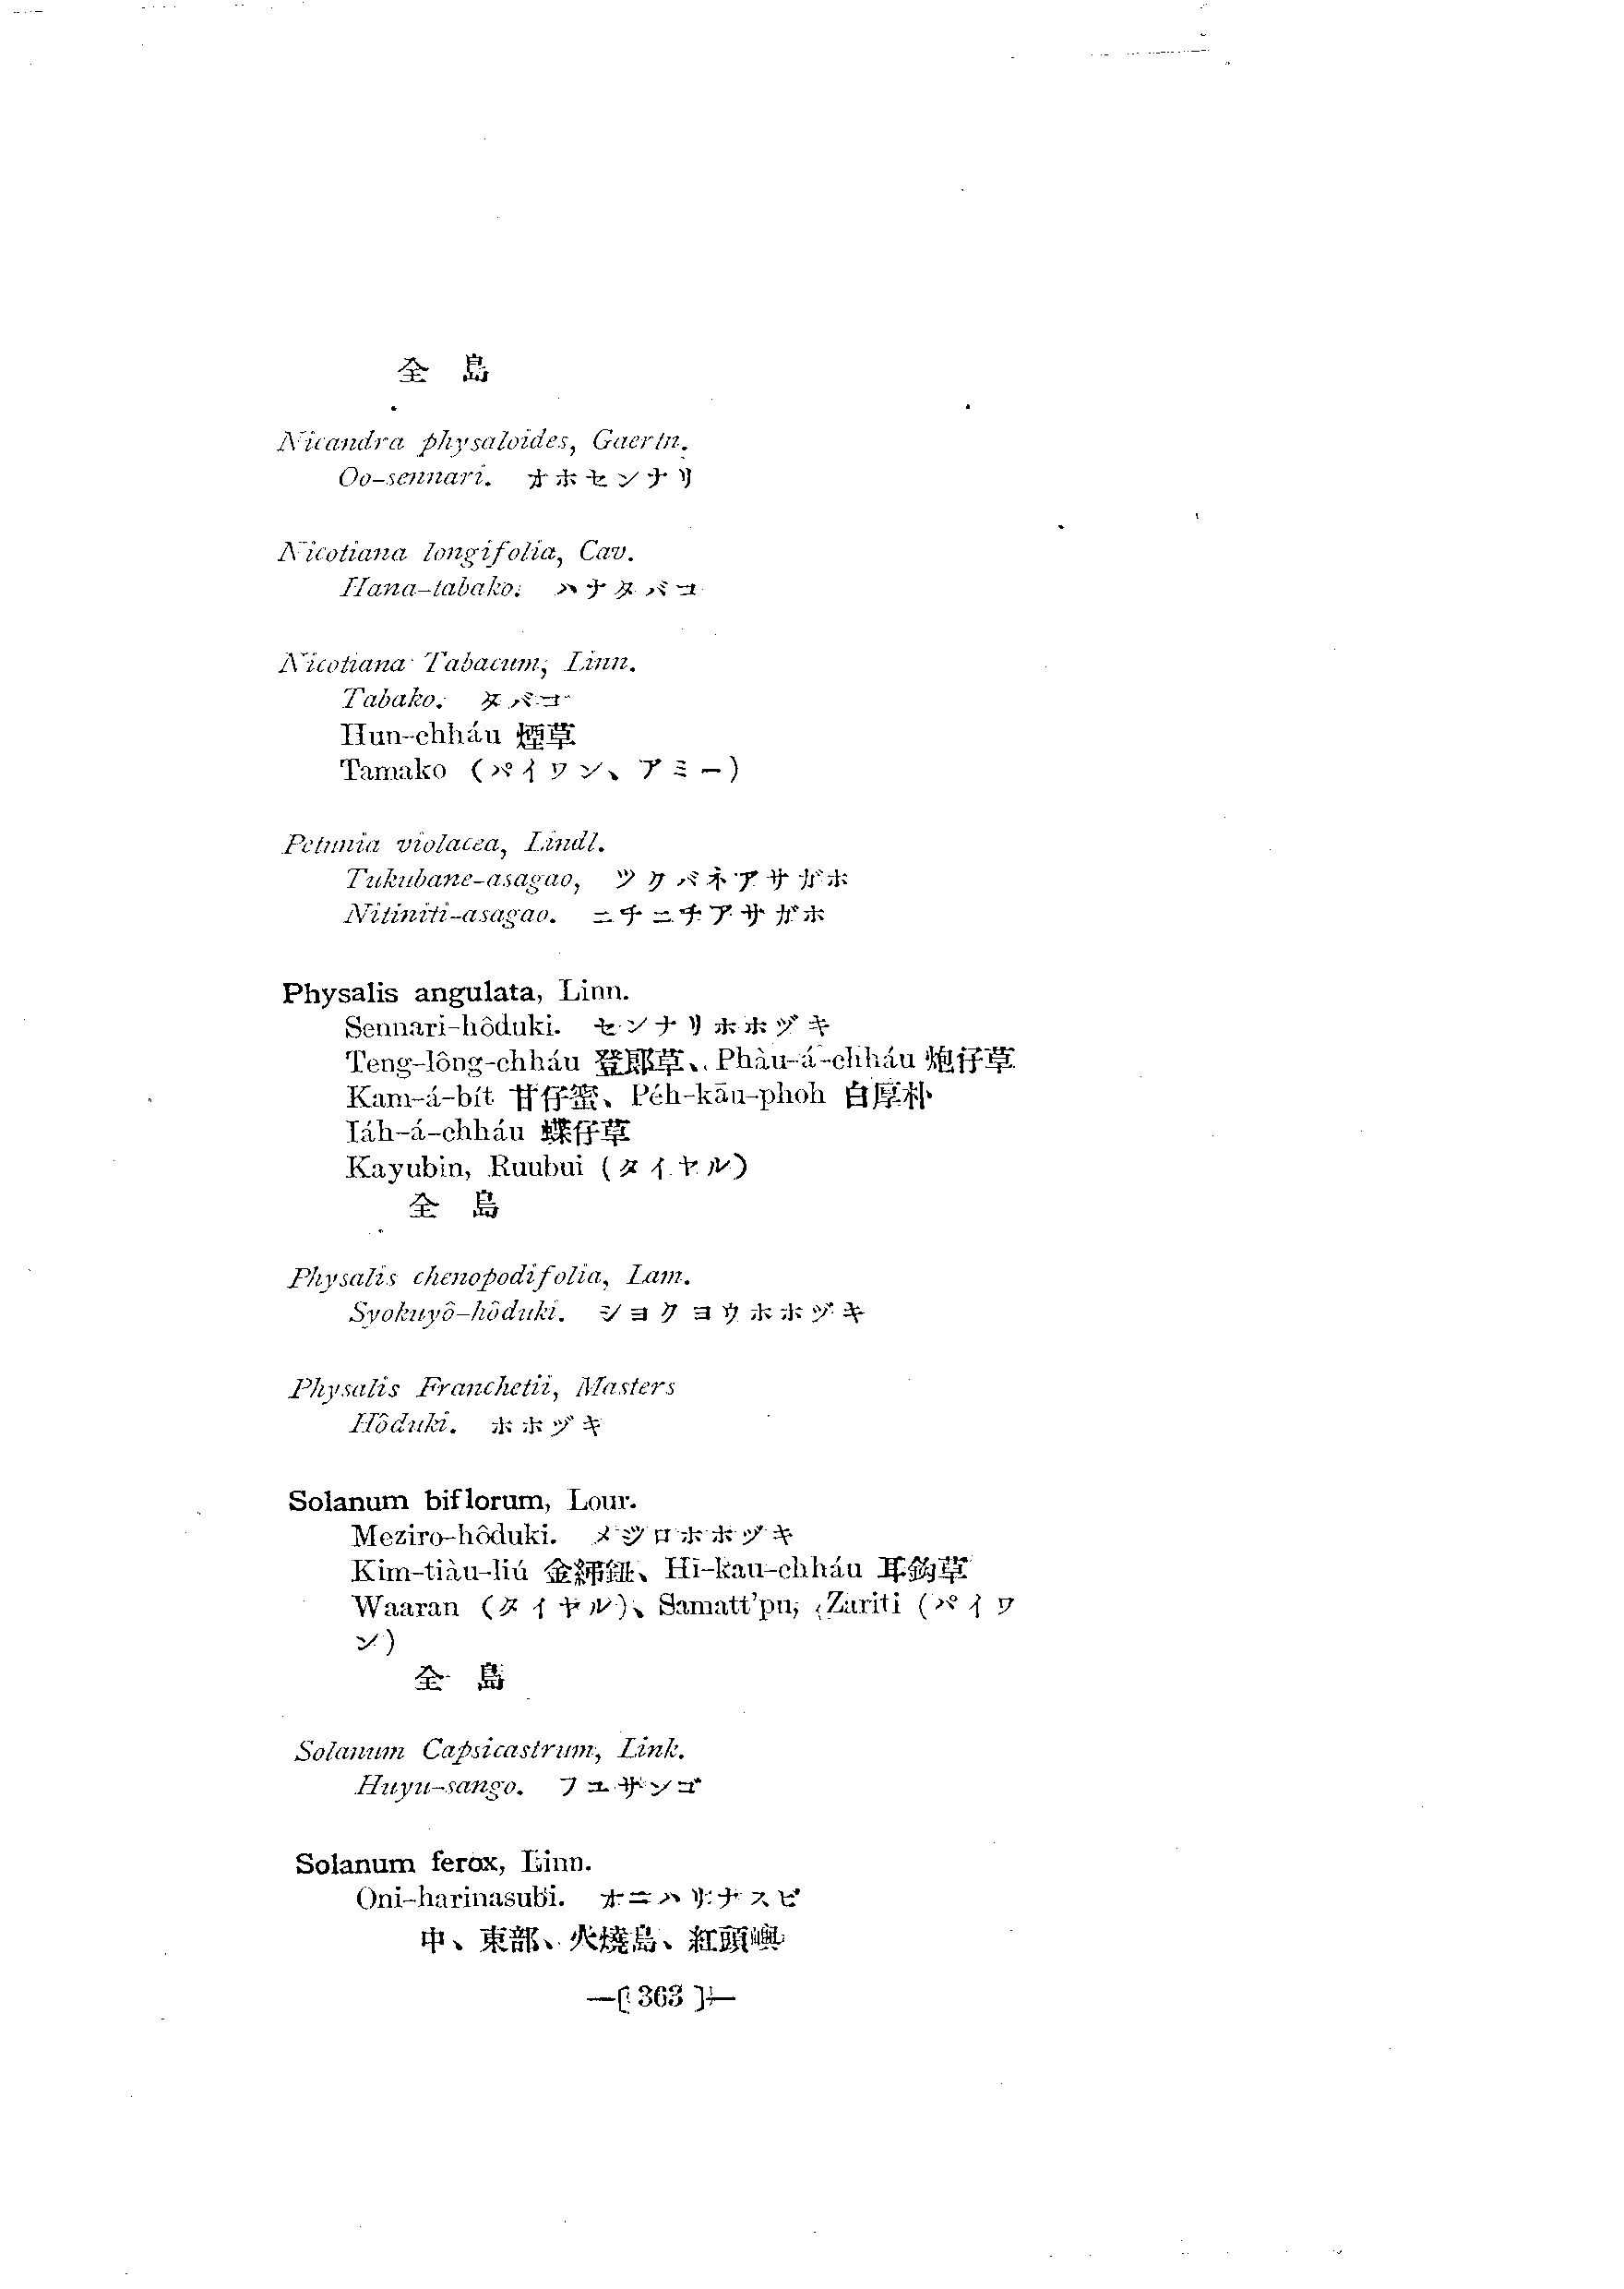 全島
Nicandra physaloides, Gaertn.
Oo-sennari. オホセンナリ
Nicotiana longifolia, Cav.
Hana-tabako. ハナタバコ
Nicotiana Tabacum, Linn.
Tabako. タバコ
Hun-chháu 煙草
Tamako (パイワン、アミー)
Petunia violacea, Lindl.
Tukubane-asagao, ツクバネアサガホ
Nitiniti-asagao. ニチニチアサガホ
Physalis angulata, Linn.
Sennari-hôduki. センナリホホヅキ
Teng-lông-chháu 登郎草、Phàu-á-chháu 炮仔草
Kam-á-bít 甘仔蜜、Péh-kāu-phoh 白厚朴
Iáh-á-chháu 蝶仔草
Kayubin, Ruubui (タイヤル)
全島
Physalis chenopodifolia, Lam.
Syokuyô-hôduki. ショクヨウホホヅキ
Physalis Franchetii, Masters
Hôduki. ホホヅキ
Solanum biflorum, Lour.
Meziro-hôduki. メジロホホヅキ
Kim-tiàu-liú 金綈鈕、Hi-kau-chháu 耳鈎草
Waaran (タイヤル)、Samatt'pu, Zariti (パイワ
ン)
全島
Solanum Capsicastrum, Link.
Huyu-sango. フユサンゴ
Solanum ferox, Linn.
Oni-harinasubi. オニハリナスビ
中、東部、火燒島、紅頭嶼
—( 363 )—